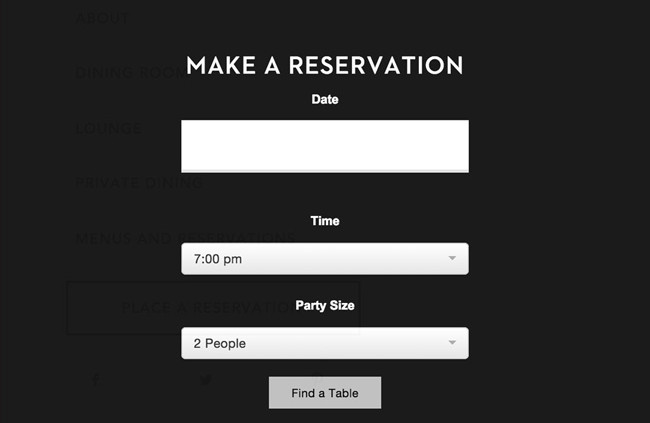 ABOUT
MAKE A RESERVATION
DINING ROOM
Date
LOUNGE
PRIVATE DINING
Time
MENUS AND RESERVATIONS
7:00 pm
Party Size
PLACE A RESERVATION
2 People
Find a Table